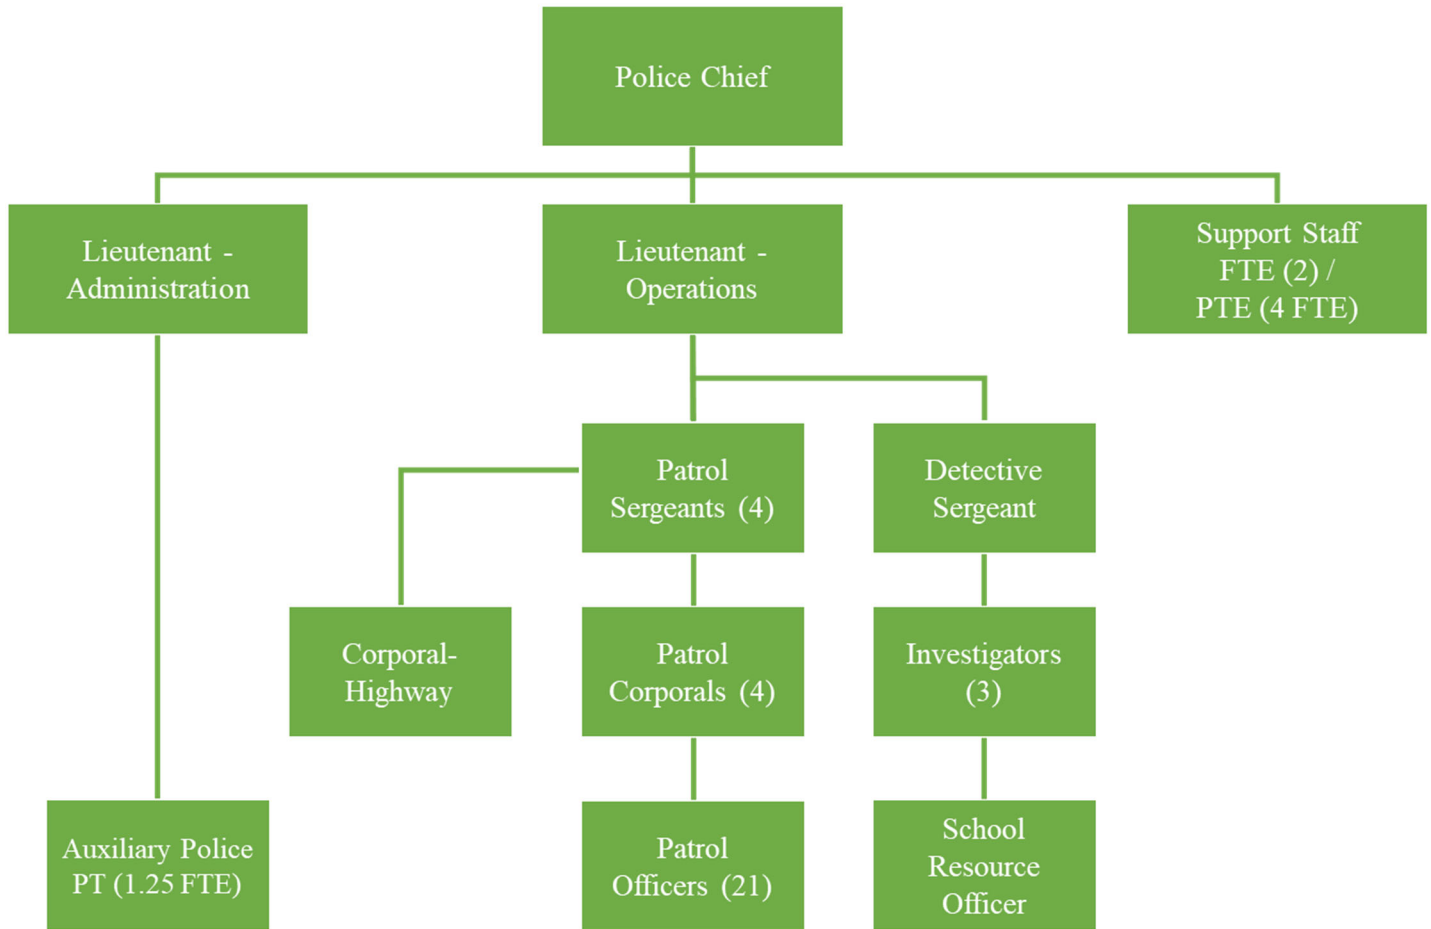 Police Chief
Lieutenant -
Administration
Lieutenant -
Operations
Support Staff
FTE (2) /
PTE (4 FTE)
Patrol
Sergeants (4)
Detective
Sergeant
Corporal-
Highway
Patrol
Corporals (4)
Investigators
(3)
Auxiliary Police
PT (1.25 FTE)
Patrol
Officers (21)
School
Resource
Officer